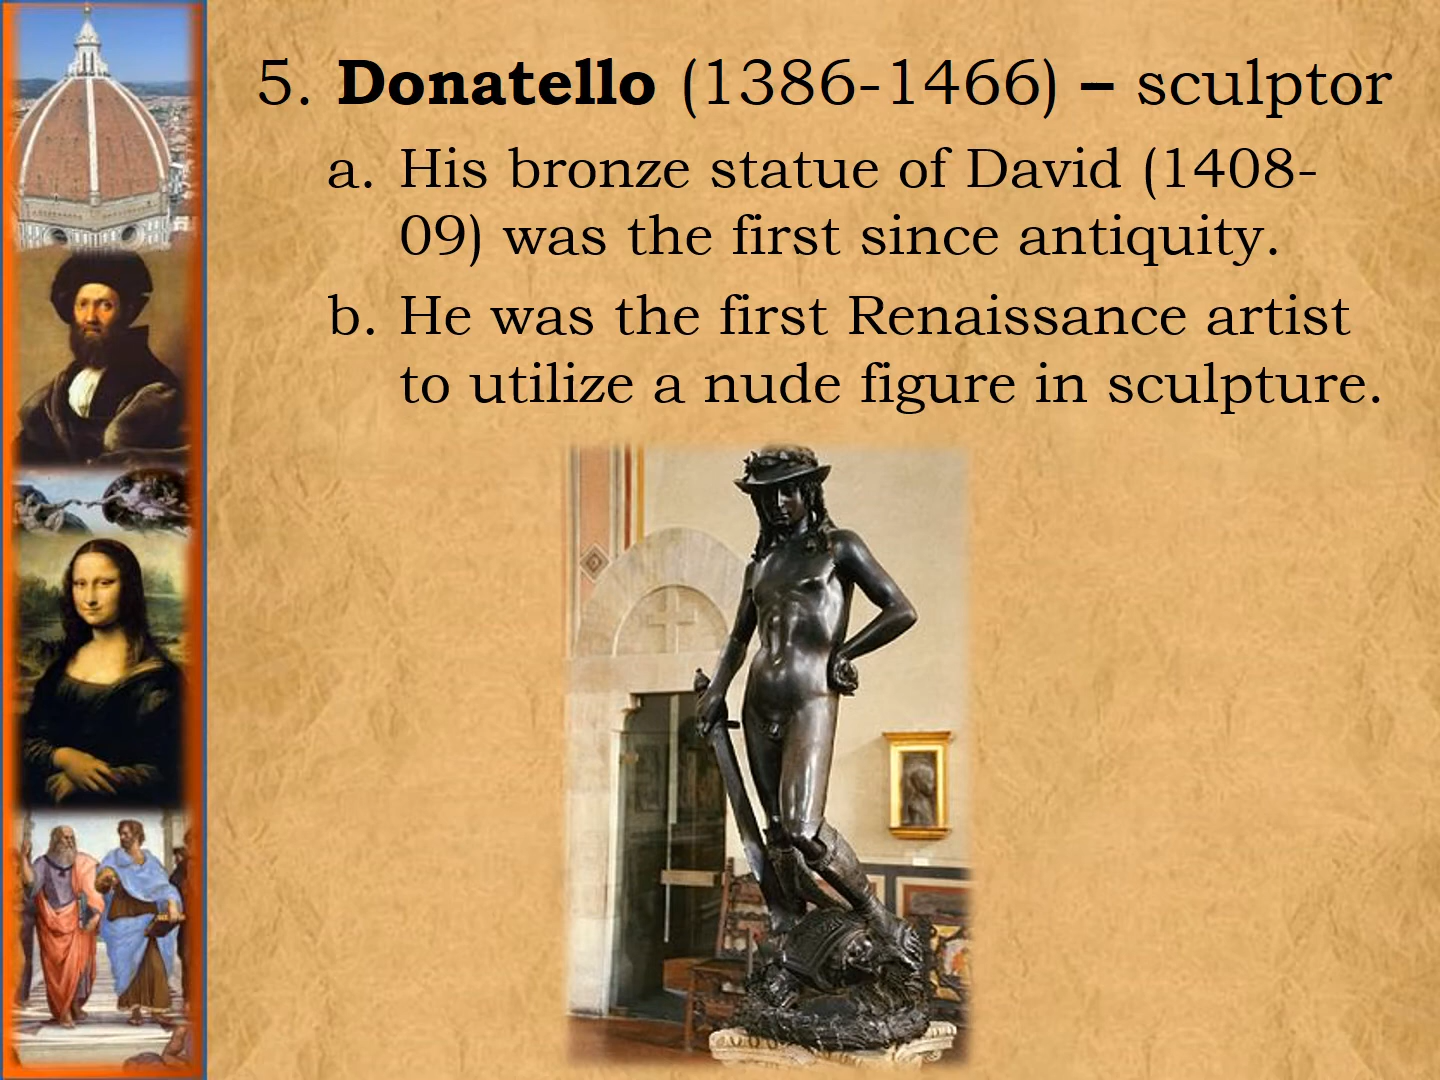 5. Donatello (1386-1466) – sculptor
a. His bronze statue of David (1408-
09) was the first since antiquity.
b. He was the first Renaissance artist
to utilize a nude figure in sculpture.